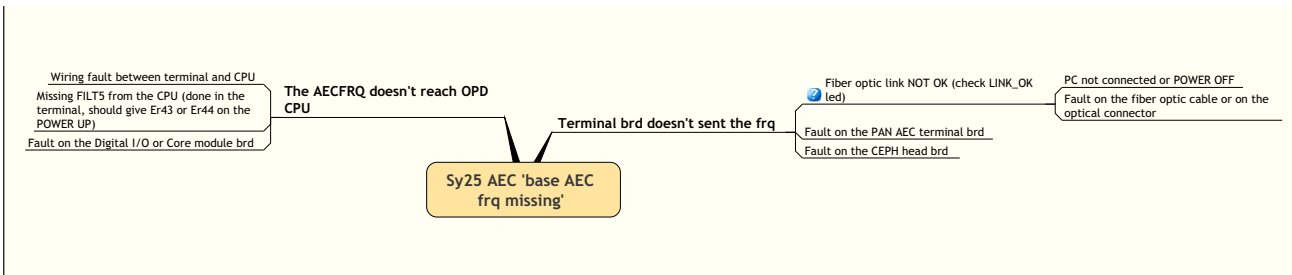 Wiring fault between terminal and CPU
Missing FILT5 from the CPU (done in the
terminal, should give Er43 or Er44 on the
POWER UP)
Fault on the Digital I/O or Core module brd
The AECFRQ doesn't reach OPD
CPU
Sy25 AEC 'base AEC
frq missing'
Terminal brd doesn't sent the frq
Fiber optic link NOT OK (check LINK_OK
led)
PC not connected or POWER OFF
Fault on the fiber optic cable or on the
optical connector
Fault on the PAN AEC terminal brd
Fault on the CEPH head brd